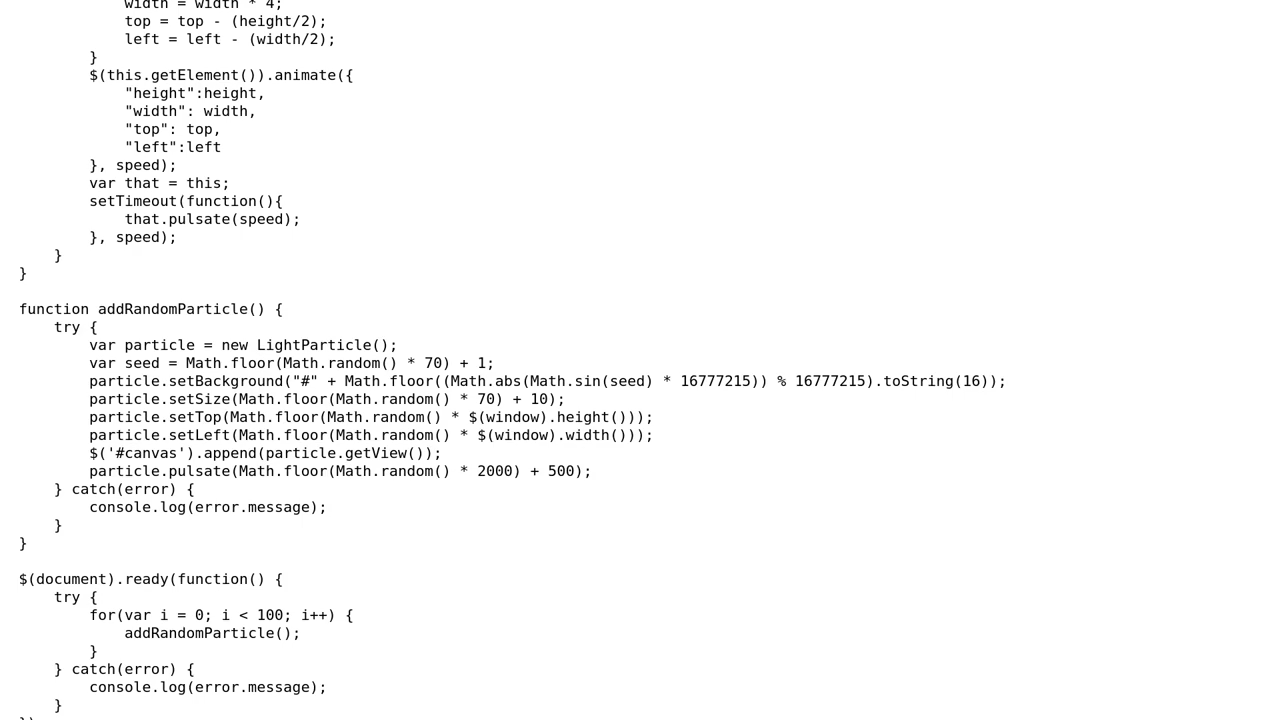 width = width * 4;
            top = top - (height/2);
            left = left - (width/2);
        }
        $(this.getElement()).animate({
            "height":height,
            "width": width,
            "top": top,
            "left":left
        }, speed);
        var that = this;
        setTimeout(function(){
            that.pulsate(speed);
        }, speed);
    }
}

function addRandomParticle() {
    try {
        var particle = new LightParticle();
        var seed = Math.floor(Math.random() * 70) + 1;
        particle.setBackground("#" + Math.floor((Math.abs(Math.sin(seed) * 16777215)) % 16777215).toString(16));
        particle.setSize(Math.floor(Math.random() * 70) + 10);
        particle.setTop(Math.floor(Math.random() * $(window).height()));
        particle.setLeft(Math.floor(Math.random() * $(window).width()));
        $('#canvas').append(particle.getView());
        particle.pulsate(Math.floor(Math.random() * 2000) + 500);
    } catch(error) {
        console.log(error.message);
    }
}

$(document).ready(function() {
    try {
        for(var i = 0; i < 100; i++) {
            addRandomParticle();
        }
    } catch(error) {
        console.log(error.message);
    }